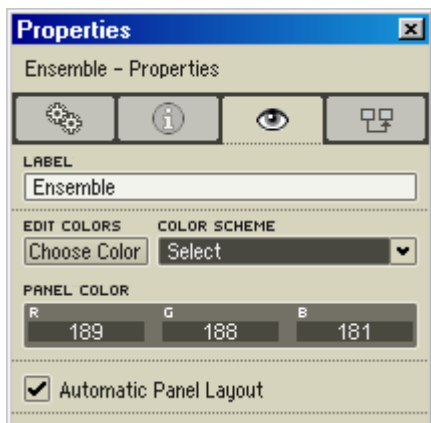 Properties
Ensemble – Properties
LABEL
Ensemble
EDIT COLORS COLOR SCHEME
Choose Color Select
PANEL COLOR
R G B
189 188 181
Automatic Panel Layout